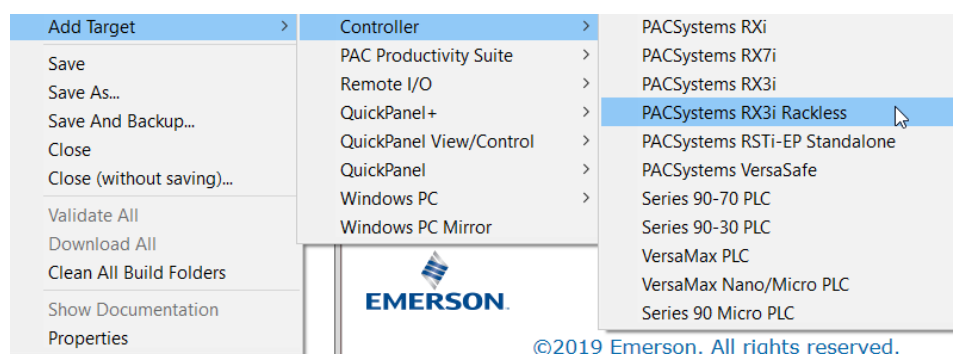 Add Target
Save
Save As...
Save And Backup...
Close
Close (without saving)...
Validate All
Download All
Clean All Build Folders
Show Documentation
Properties
Controller
PAC Productivity Suite
Remote I/O
QuickPanel+
QuickPanel View/Control
QuickPanel
Windows PC
Windows PC Mirror
PACSystems RXi
PACSystems RX7i
PACSystems RX3i
PACSystems RX3i Rackless
PACSystems RSTi-EP Standalone
PACSystems VersaSafe
Series 90-70 PLC
Series 90-30 PLC
VersaMax PLC
VersaMax Nano/Micro PLC
Series 90 Micro PLC
EMERSON.
©2019 Emerson. All rights reserved.